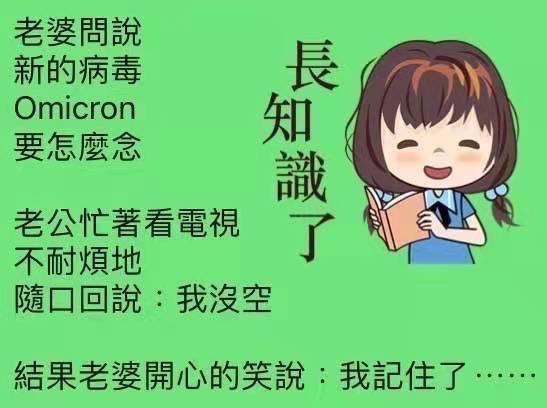 老婆問說
新的病毒
Omicron
要怎麼念
長知識了
老公忙著看電視
不耐煩地
隨口回說：我沒空
結果老婆開心的笑說：我記住了⋯⋯